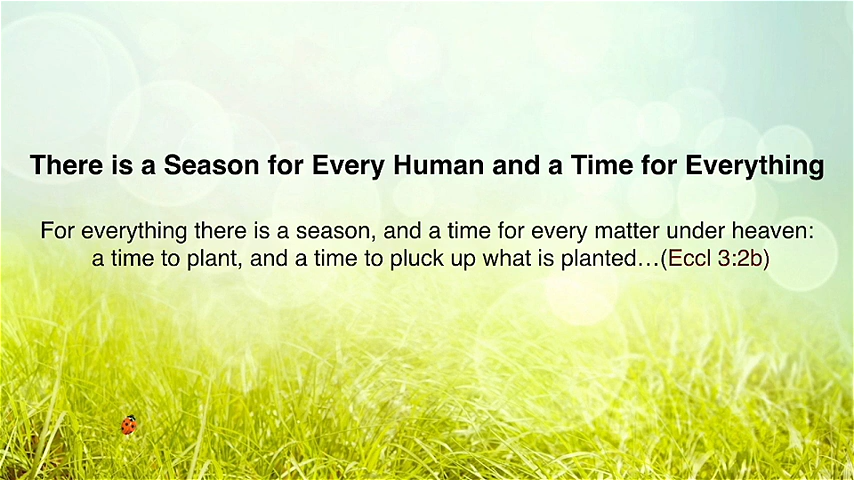 There is a Season for Every Human and a Time for Everything
For everything there is a season, and a time for every matter under heaven:
a time to plant, and a time to pluck up what is planted…(Eccl 3:2b)